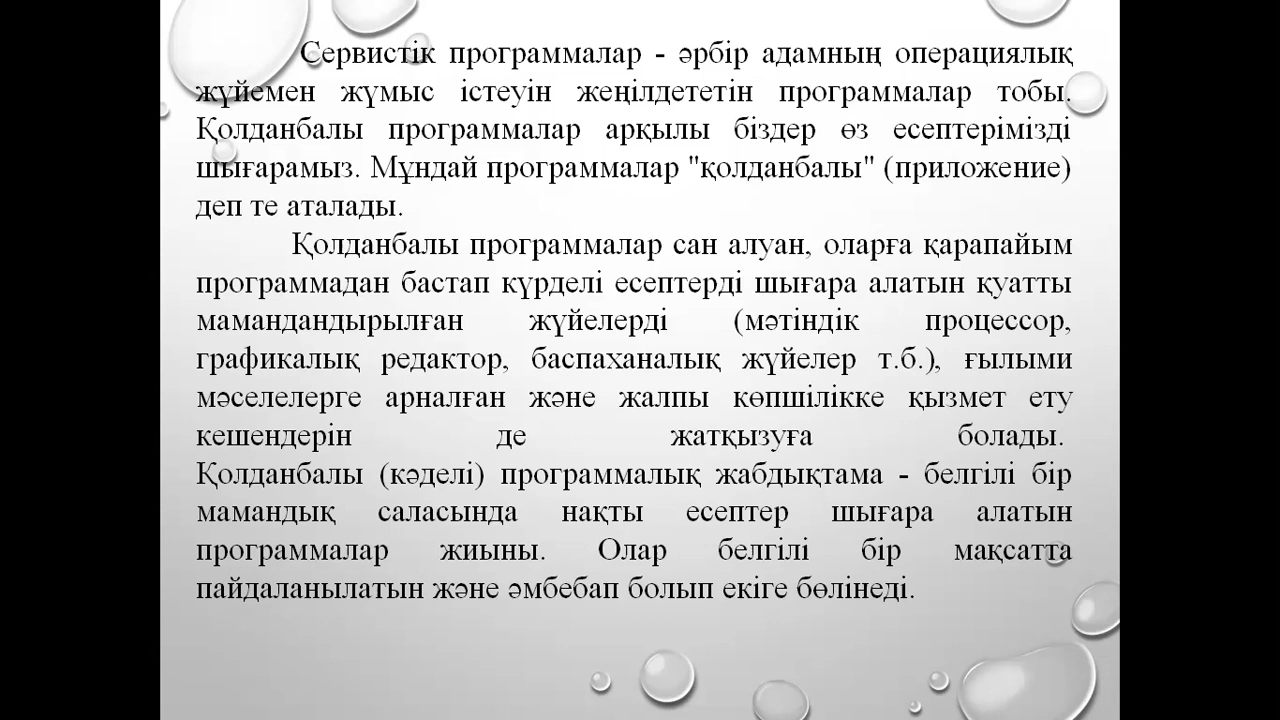 Сервистік программалар - әрбір адамның операциялық
жүйемен жүмыс істеуін жеңілдететін программалар тобы.
Қолданбалы программалар арқылы біздер өз есептерімізді
шығарамыз. Мұндай программалар "қолданбалы" (приложение)
деп те аталады.
Қолданбалы программалар сан алуан, оларға қарапайым
программадан бастап күрделі есептерді шығара алатын қуатты
мамандандырылған жүйелерді (мәтіндік процессор,
графикалық редактор, баспаханалық жүйелер т.б.), ғылыми
мәселелерге арналған және жалпы көпшілікке қызмет ету
кешендерін де жатқызуға болады.
Қолданбалы (кәделі) программалық жабдықтама - белгілі бір
мамандық саласында нақты есептер шығара алатын
программалар жиыны. Олар белгілі бір мақсатта
пайдаланылатын және әмбебап болып екіге бөлінеді.